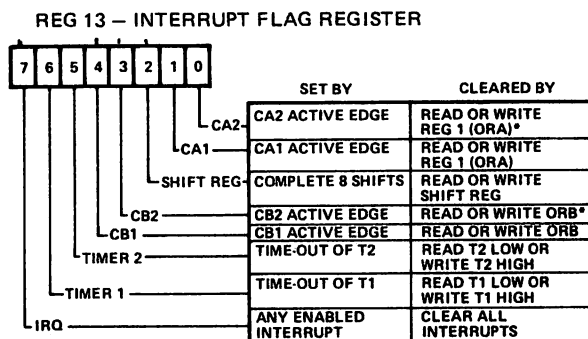 REG 13 – INTERRUPT FLAG REGISTER
7 6 5 4 3 2 1 0
SET BY CLEARED BY
CA2 CA2 ACTIVE EDGE READ OR WRITE
REG 1 (ORA)*
CA1 CA1 ACTIVE EDGE READ OR WRITE
REG 1 (ORA)
SHIFT REG COMPLETE 8 SHIFTS READ OR WRITE
SHIFT REG
CB2 CB2 ACTIVE EDGE READ OR WRITE ORB*
CB1 CB1 ACTIVE EDGE READ OR WRITE ORB
TIMER 2 TIME-OUT OF T2 READ T2 LOW OR
WRITE T2 HIGH
TIMER 1 TIME-OUT OF T1 READ T1 LOW OR
WRITE T1 HIGH
IRQ ANY ENABLED CLEAR ALL
INTERRUPT INTERRUPTS